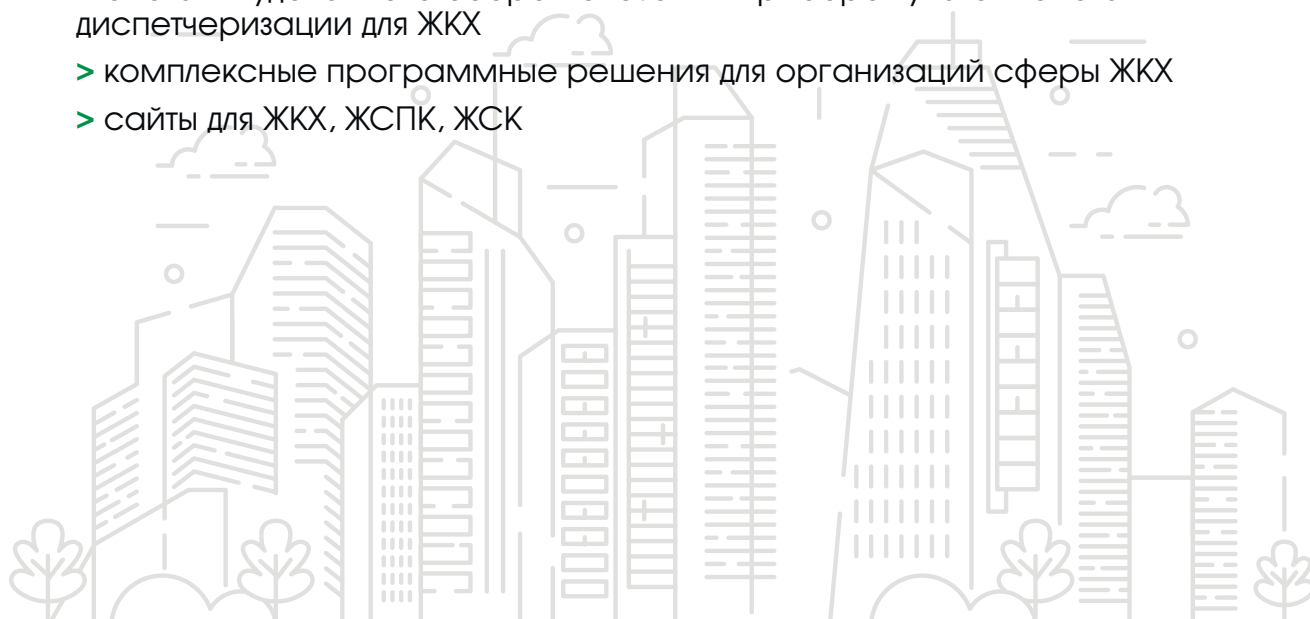 диспетчеризации для ЖКХ
> комплексные программные решения для организаций сферы ЖКХ
> сайты для ЖКХ, ЖСПК, ЖСК